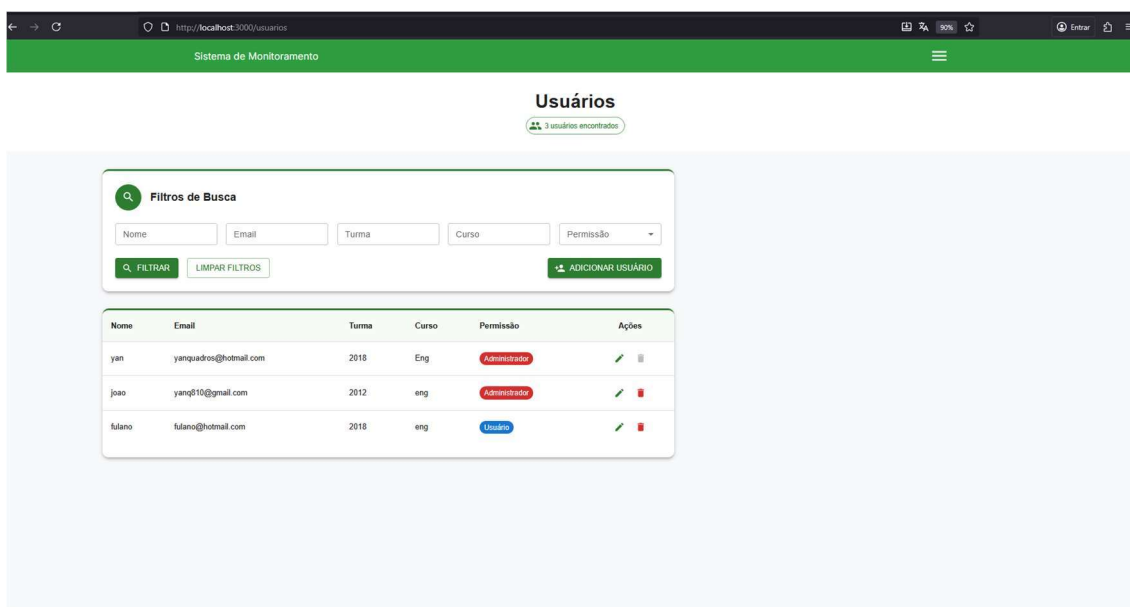 http://localhost:3000/usuarios 90% Entrar
Sistema de Monitoramento
Usuários
3 usuários encontrados
Filtros de Busca
Nome Email Turma Curso Permissão
FILTRAR LIMPAR FILTROS ADICIONAR USUÁRIO
Nome Email Turma Curso Permissão Ações
yan yanquadros@hotmail.com 2018 Eng Administrador
joao yanq810@gmail.com 2012 eng Administrador
fulano fulano@hotmail.com 2018 eng Usuário